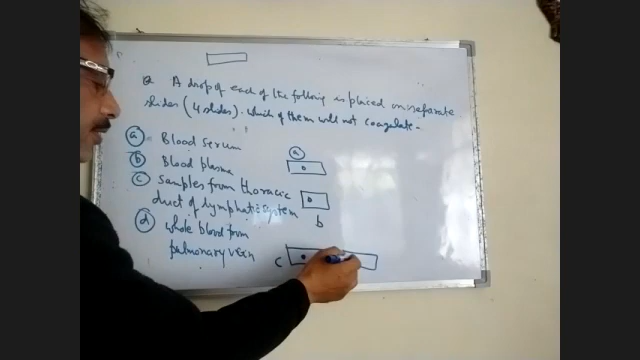 Q A drop of each of the following is placed on separate
slides (4 slides). which of them will not coagulate -
a Blood serum
b Blood plasma
c samples from thoracic
duct of lymphatic system
d whole blood from
pulmonary vein
a
b
c